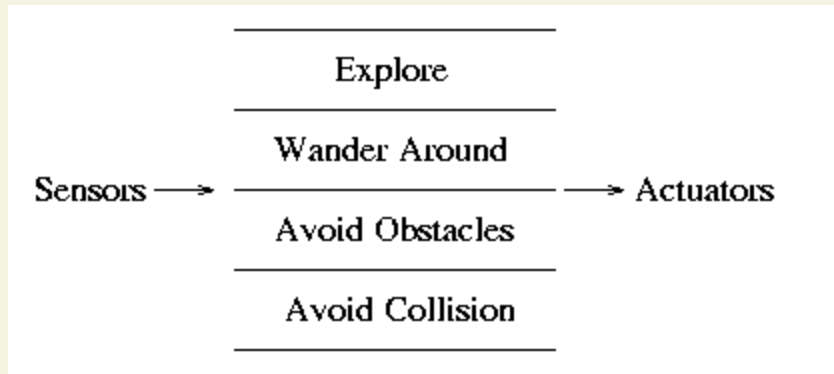 Explore
Wander Around
Sensors
Actuators
Avoid Obstacles
Avoid Collision